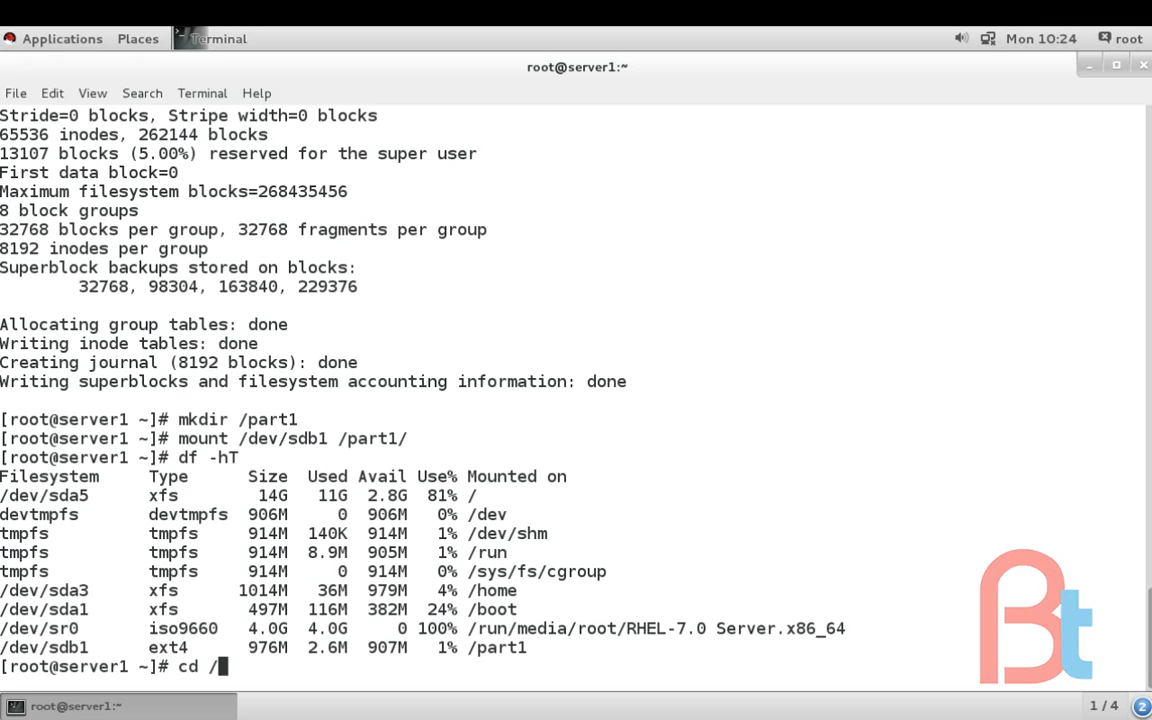 Applications Places Terminal Mon 10:24 root
root@server1:~
File Edit View Search Terminal Help
Stride=0 blocks, Stripe width=0 blocks
65536 inodes, 262144 blocks
13107 blocks (5.00%) reserved for the super user
First data block=0
Maximum filesystem blocks=268435456
8 block groups
32768 blocks per group, 32768 fragments per group
8192 inodes per group
Superblock backups stored on blocks:
32768, 98304, 163840, 229376
Allocating group tables: done
Writing inode tables: done
Creating journal (8192 blocks): done
Writing superblocks and filesystem accounting information: done
[root@server1 ~]# mkdir /part1
[root@server1 ~]# mount /dev/sdb1 /part1/
[root@server1 ~]# df -hT
Filesystem Type Size Used Avail Use% Mounted on
/dev/sda5 xfs 14G 11G 2.8G 81% /
devtmpfs devtmpfs 906M 0 906M 0% /dev
tmpfs tmpfs 914M 140K 914M 1% /dev/shm
tmpfs tmpfs 914M 8.9M 905M 1% /run
tmpfs tmpfs 914M 0 914M 0% /sys/fs/cgroup
/dev/sda3 xfs 1014M 36M 979M 4% /home
/dev/sda1 xfs 497M 116M 382M 24% /boot
/dev/sr0 iso9660 4.0G 4.0G 0 100% /run/media/root/RHEL-7.0 Server.x86_64
/dev/sdb1 ext4 976M 2.6M 907M 1% /part1
[root@server1 ~]# cd /
Bt
root@server1:~ 1 / 4 2